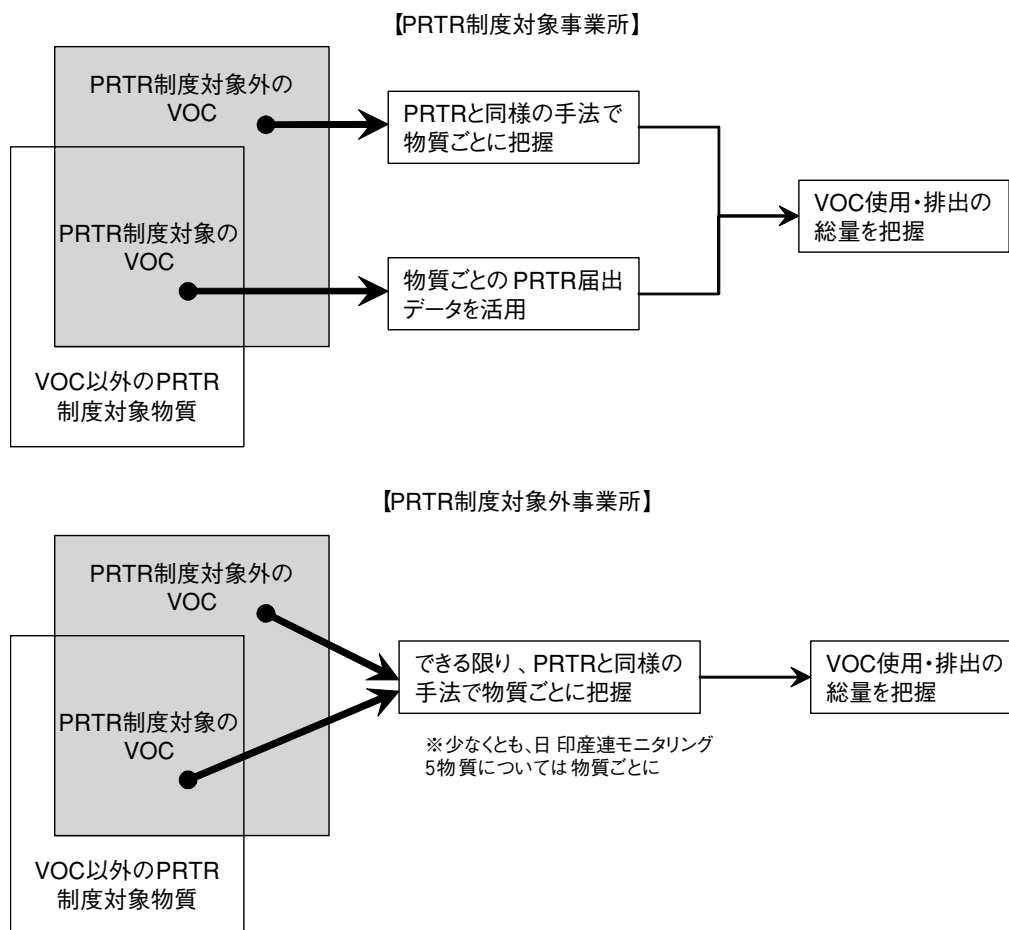 【PRTR制度対象事業所】
PRTR制度対象外の
VOC
PRTRと同様の手法で
物質ごとに把握
PRTR制度対象の
VOC
物質ごとの PRTR届出
データを活用
VOC使用・排出の
総量を把握
VOC以外のPRTR
制度対象物質
【PRTR制度対象外事業所】
PRTR制度対象外の
VOC
PRTR制度対象の
VOC
できる限り、PRTRと同様の
手法で物質ごとに把握
※少なくとも、日 印産連モニタリング
5物質については 物質ごとに
VOC使用・排出の
総量を把握
VOC以外のPRTR
制度対象物質